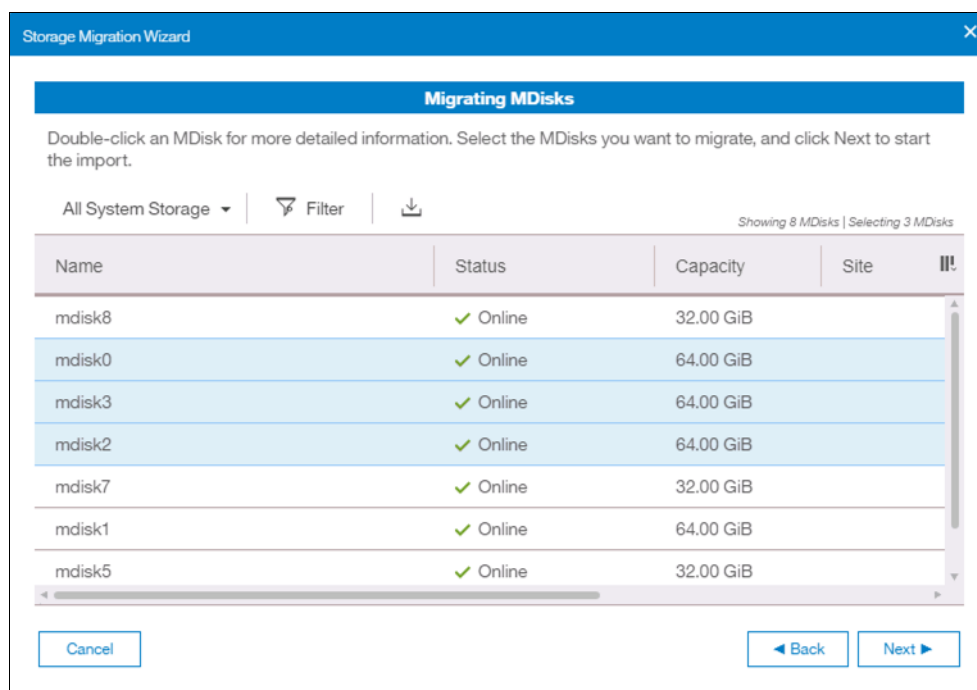 Storage Migration Wizard
Migrating MDisks
Double-click an MDisk for more detailed information. Select the MDisks you want to migrate, and click Next to start
the import.
All System Storage Filter
Showing 8 MDisks | Selecting 3 MDisks
Name Status Capacity Site
mdisk8 Online 32.00 GiB
mdisk0 Online 64.00 GiB
mdisk3 Online 64.00 GiB
mdisk2 Online 64.00 GiB
mdisk7 Online 32.00 GiB
mdisk1 Online 64.00 GiB
mdisk5 Online 32.00 GiB
Cancel Back Next